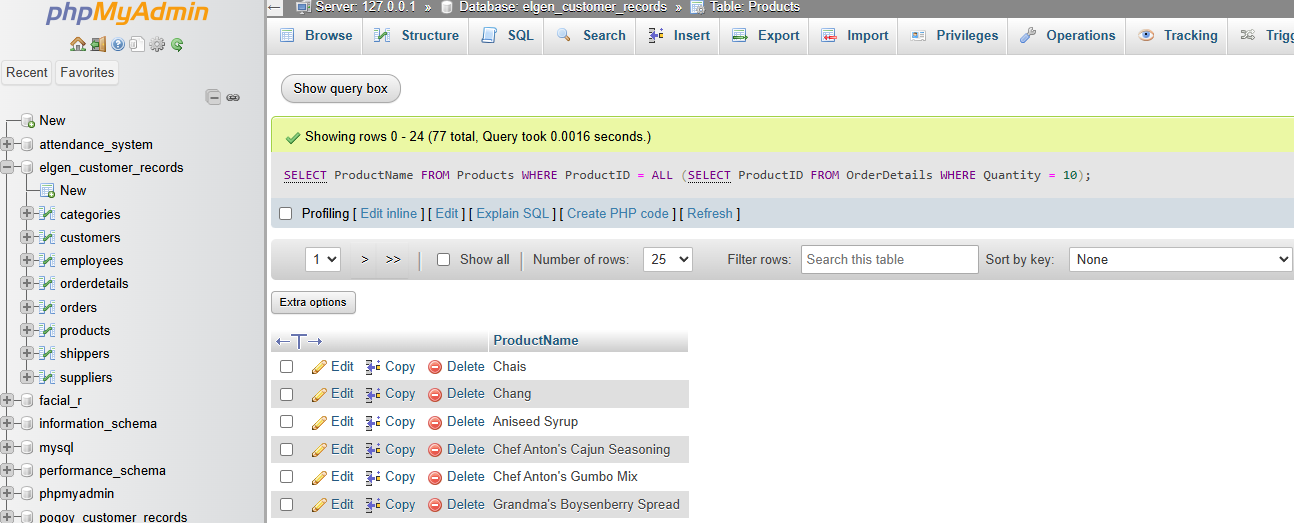 phpMyAdmin
Recent Favorites
New
attendance_system
elgen_customer_records
New
categories
customers
employees
orderdetails
orders
products
shippers
suppliers
facial_r
information_schema
mysql
performance_schema
phpmyadmin
pogoy_customer_records
Server: 127.0.0.1 » Database: elgen_customer_records » Table: Products
Browse Structure SQL Search Insert Export Import Privileges Operations Tracking Trigg
Show query box
Showing rows 0 - 24 (77 total, Query took 0.0016 seconds.)
SELECT ProductName FROM Products WHERE ProductID = ALL (SELECT ProductID FROM OrderDetails WHERE Quantity = 10);
Profiling [ Edit inline ] [ Edit ] [ Explain SQL ] [ Create PHP code ] [ Refresh ]
1 > >> Show all Number of rows: 25 Filter rows: Search this table Sort by key: None
Extra options
←T→ ProductName
Edit Copy Delete Chais
Edit Copy Delete Chang
Edit Copy Delete Aniseed Syrup
Edit Copy Delete Chef Anton's Cajun Seasoning
Edit Copy Delete Chef Anton's Gumbo Mix
Edit Copy Delete Grandma's Boysenberry Spread